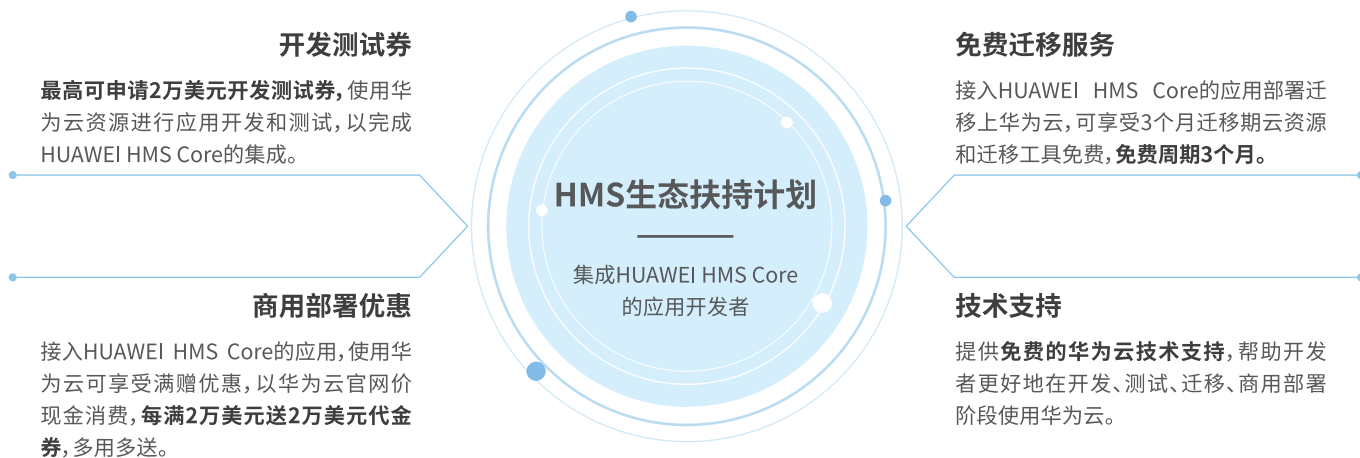 开发测试券
最高可申请2万美元开发测试券,使用华
为云资源进行应用开发和测试,以完成
HUAWEI HMS Core的集成。
商用部署优惠
接入HUAWEI HMS Core的应用,使用华
为云可享受满赠优惠,以华为云官网价
现金消费,每满2万美元送2万美元代金
券,多用多送。
HMS生态扶持计划
集成HUAWEI HMS Core
的应用开发者
免费迁移服务
接入HUAWEI HMS Core的应用部署迁
移上华为云,可享受3个月迁移期云资源
和迁移工具免费,免费周期3个月。
技术支持
提供免费的华为云技术支持,帮助开发
者更好地在开发、测试、迁移、商用部署
阶段使用华为云。